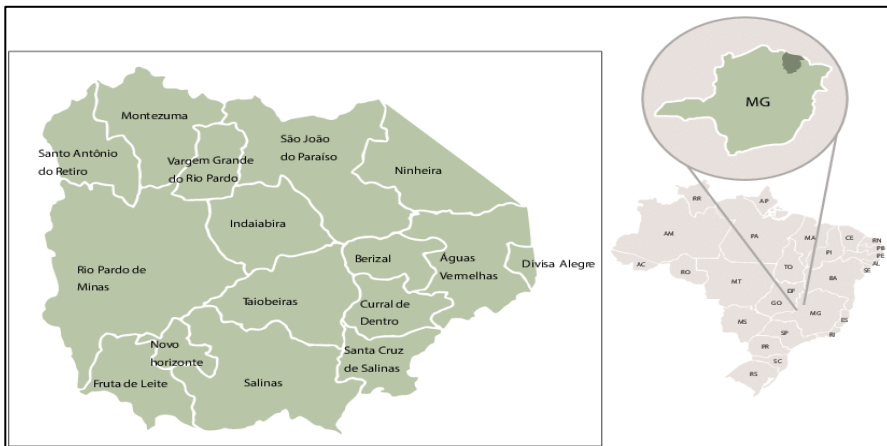 Montezuma
São João
do Paraíso
Santo Antônio
do Retiro
Vargem Grande
do Rio Pardo
Ninheira
Indaiabira
Berizal
Águas
Vermelhas
Divisa Alegre
Rio Pardo de
Minas
Taiobeiras
Curral de
Dentro
Novo
horizonte
Santa Cruz
de Salinas
Fruta de Leite
Salinas
MG
RR
AP
AM
PA
MA
CE
RN
PB
PE
AL
SE
PI
AC
RO
TO
BA
MT
DF
GO
MG
MS
ES
SP
RJ
PR
SC
RS